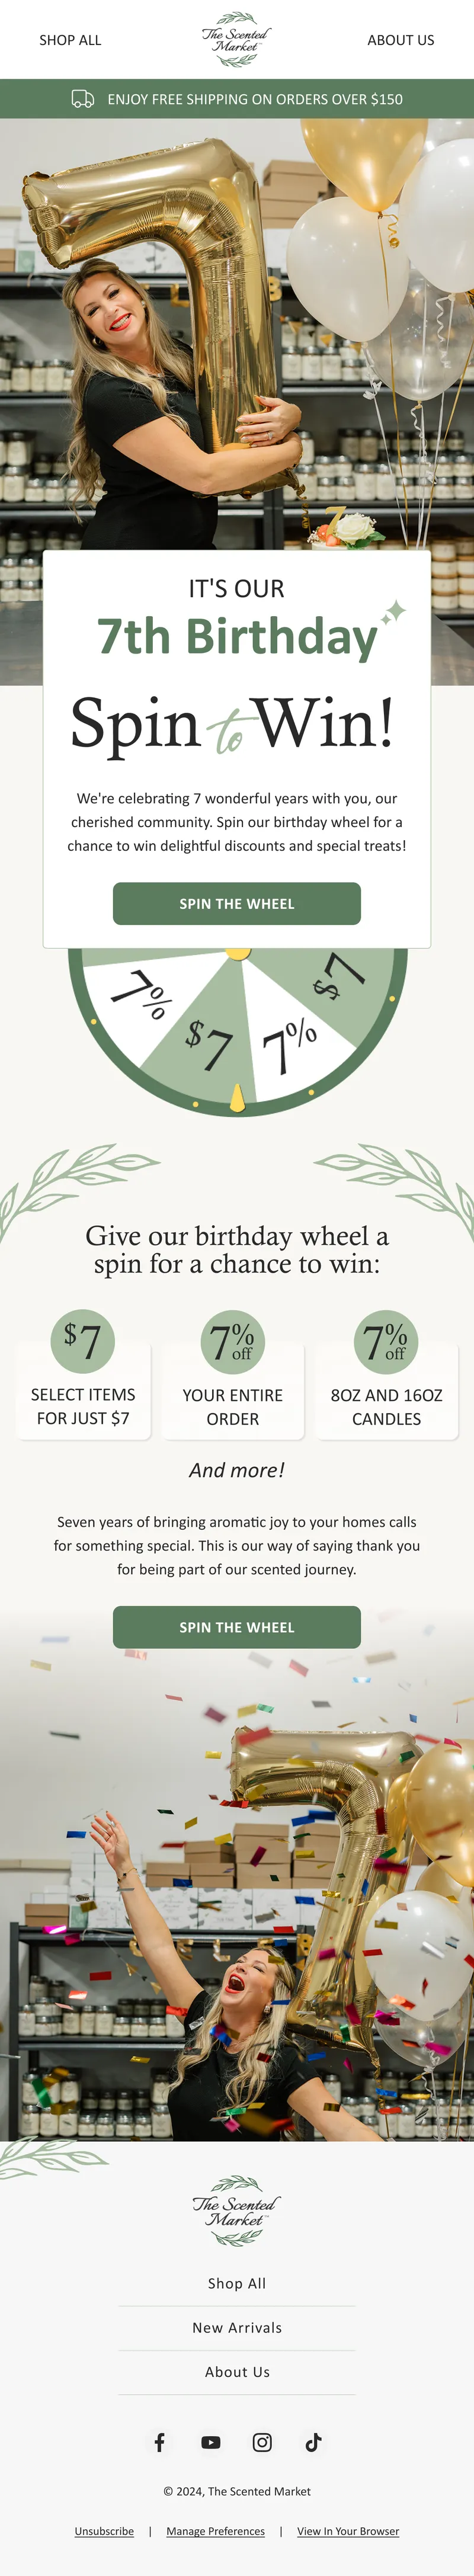 SHOP ALL
The Scented
Market™
ABOUT US
ENJOY FREE SHIPPING ON ORDERS OVER $150
7
IT'S OUR
7th Birthday
Spin to Win!
We're celebrating 7 wonderful years with you, our
cherished community. Spin our birthday wheel for a
chance to win delightful discounts and special treats!
SPIN THE WHEEL
7%
$7
7%
$7
Give our birthday wheel a
spin for a chance to win:
$7
SELECT ITEMS
FOR JUST $7
7%
off
YOUR ENTIRE
ORDER
7%
off
8OZ AND 16OZ
CANDLES
And more!
Seven years of bringing aromatic joy to your homes calls
for something special. This is our way of saying thank you
for being part of our scented journey.
SPIN THE WHEEL
The Scented
Market™
Shop All
New Arrivals
About Us
© 2024, The Scented Market
Unsubscribe | Manage Preferences | View In Your Browser